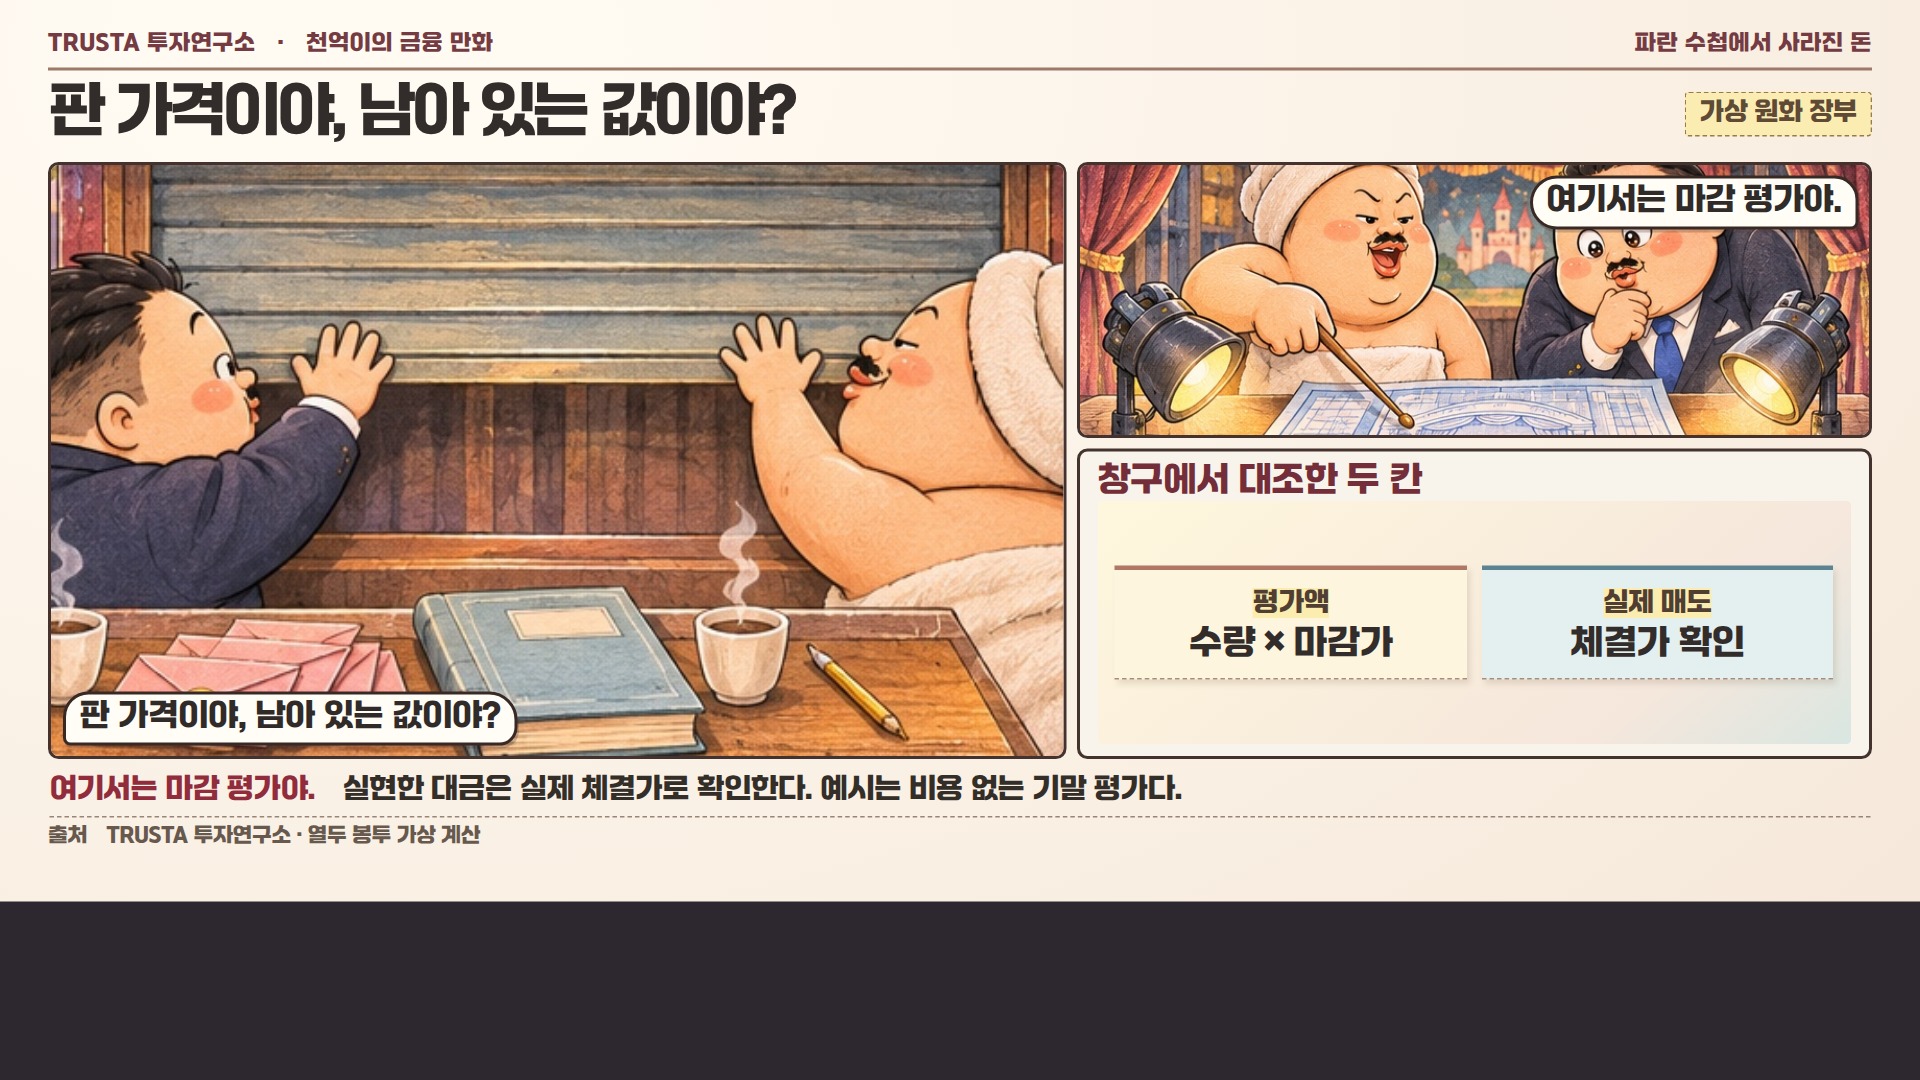 TRUSTA 투자연구소 · 천억이의 금융 만화
파란 수첩에서 사라진 돈
판 가격이야, 남아 있는 값이야?
가상 원화 장부
여기서는 마감 평가야.
판 가격이야, 남아 있는 값이야?
창구에서 대조한 두 칸
평가액
수량 × 마감가
실제 매도
체결가 확인
여기서는 마감 평가야. 실현한 대금은 실제 체결가로 확인한다. 예시는 비용 없는 기말 평가다.
출처 TRUSTA 투자연구소 · 열두 봉투 가상 계산